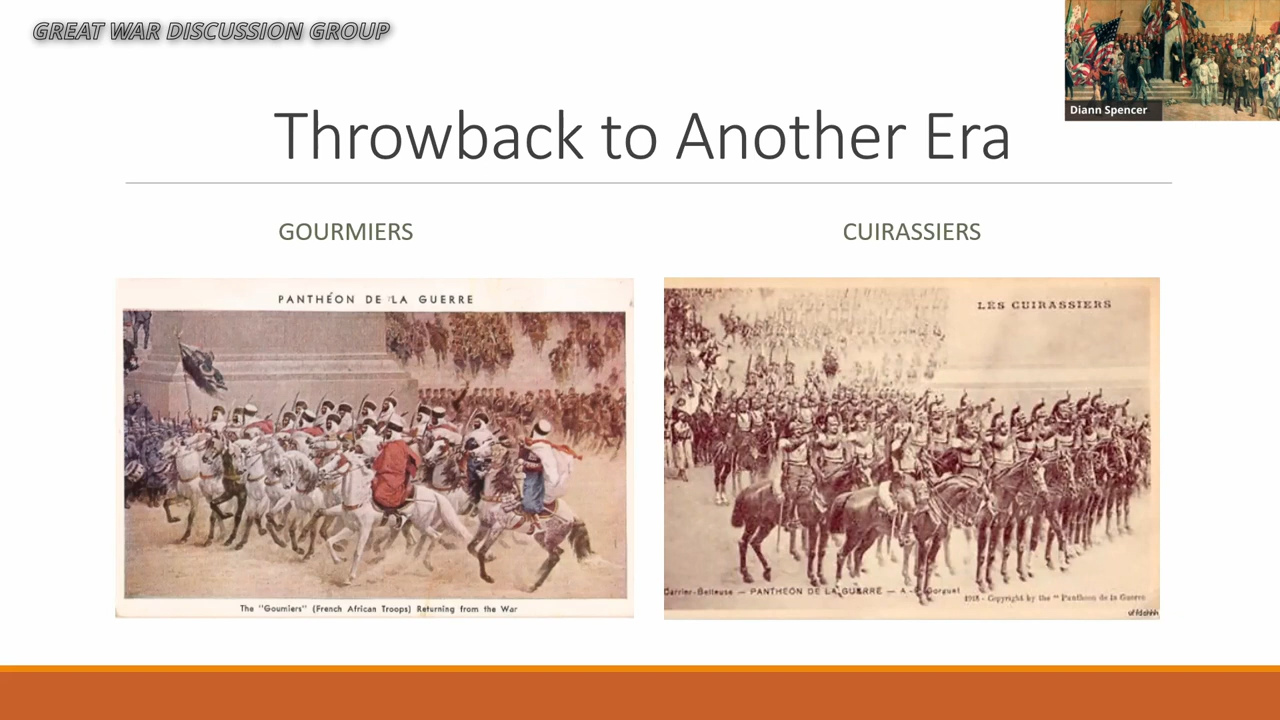 GREAT WAR DISCUSSION GROUP
Diann Spencer
Throwback to Another Era
GOURMIERS
CUIRASSIERS
PANTHÉON DE LA GUERRE
The "Goumiers" (French African Troops) Returning from the War
LES CUIRASSIERS
Carrier-Belleuse — PANTHÉON DE LA GUERRE — A.-F. Gorguet
1918 - Copyright by the "Panthéon de la Guerre